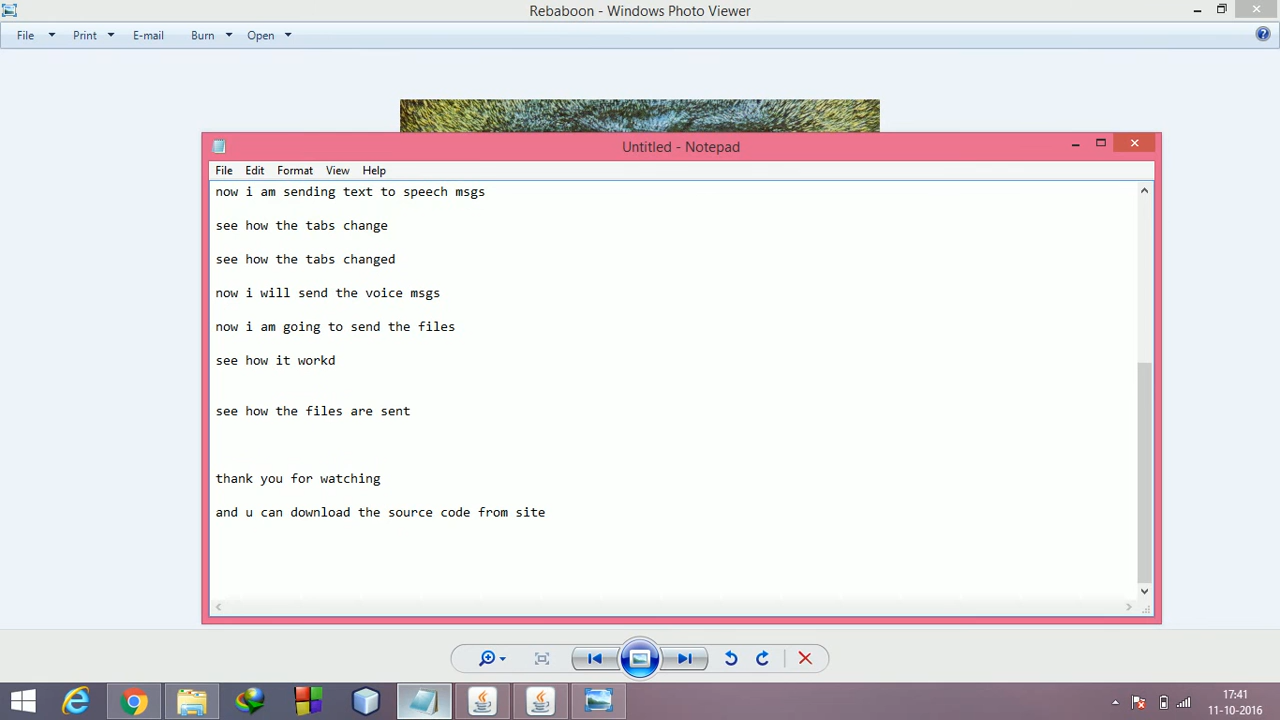 Rebaboon - Windows Photo Viewer
File Print E-mail Burn Open
Untitled - Notepad
File Edit Format View Help
now i am sending text to speech msgs
see how the tabs change
see how the tabs changed
now i will send the voice msgs
now i am going to send the files
see how it workd
see how the files are sent
thank you for watching
and u can download the source code from site
17:41
11-10-2016